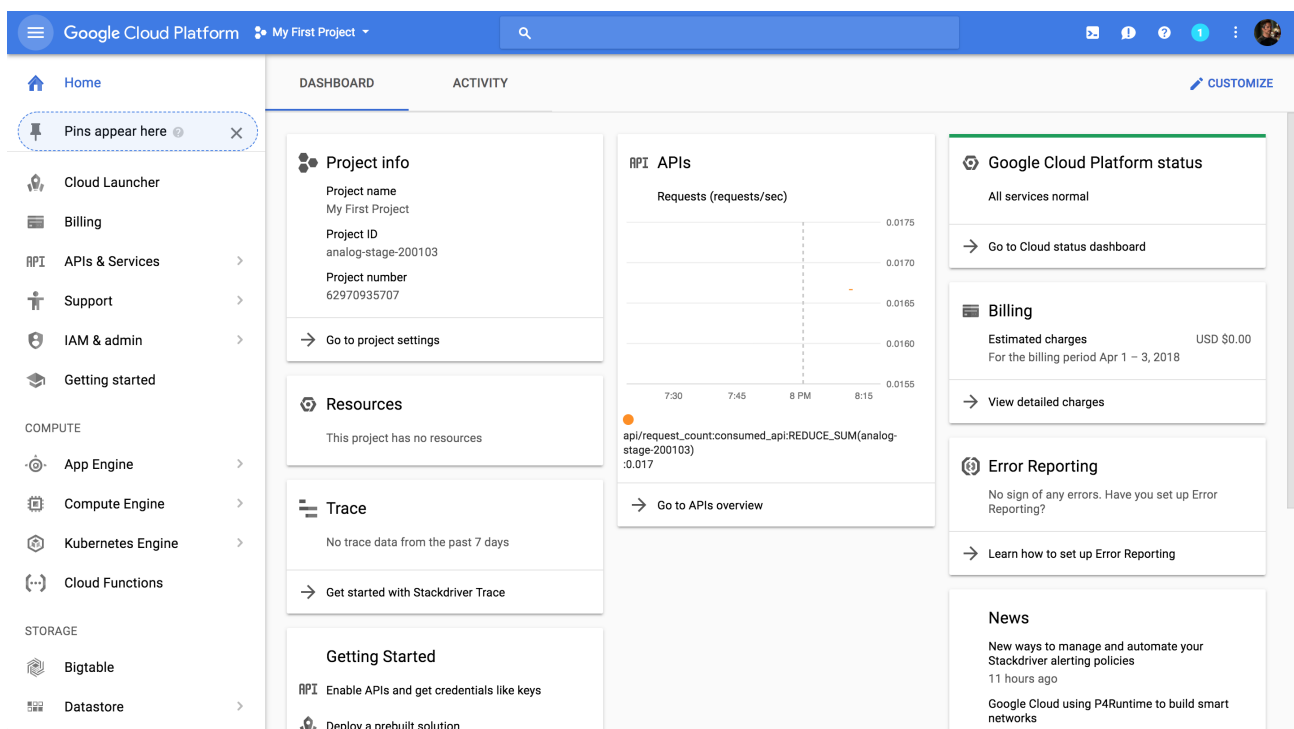 Google Cloud Platform
My First Project
1
Home
Pins appear here
Cloud Launcher
Billing
API
APIs & Services
Support
IAM & admin
Getting started
COMPUTE
App Engine
Compute Engine
Kubernetes Engine
Cloud Functions
STORAGE
Bigtable
Datastore
DASHBOARD
ACTIVITY
CUSTOMIZE
Project info
Project name
My First Project
Project ID
analog-stage-200103
Project number
62970935707
Go to project settings
Resources
This project has no resources
Trace
No trace data from the past 7 days
Get started with Stackdriver Trace
Getting Started
API Enable APIs and get credentials like keys
Deploy a prebuilt solution
API APIs
Requests (requests/sec)
0.0175
0.0170
0.0165
0.0160
0.0155
7:30 7:45 8 PM 8:15
api/request_count:consumed_api:REDUCE_SUM(analog-
stage-200103)
:0.017
Go to APIs overview
Google Cloud Platform status
All services normal
Go to Cloud status dashboard
Billing
Estimated charges USD $0.00
For the billing period Apr 1 – 3, 2018
View detailed charges
Error Reporting
No sign of any errors. Have you set up Error
Reporting?
Learn how to set up Error Reporting
News
New ways to manage and automate your
Stackdriver alerting policies
11 hours ago
Google Cloud using P4Runtime to build smart
networks